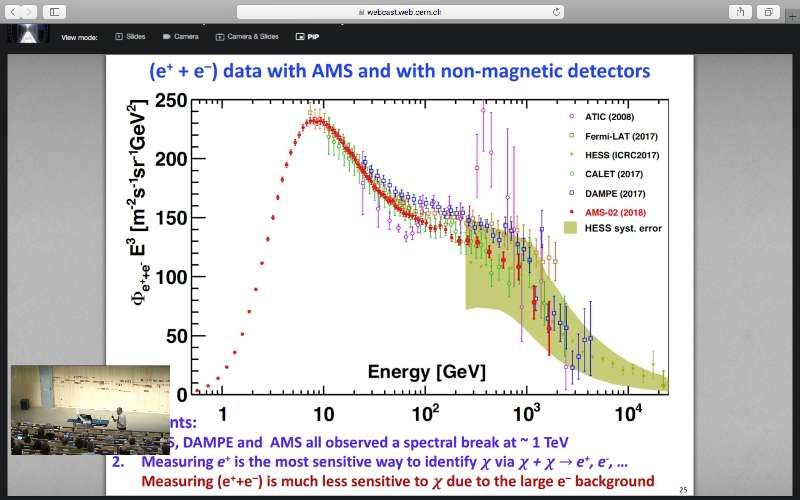 webcast.web.cern.ch
View mode: Slides Camera Camera & Slides PIP
(e⁺ + e⁻) data with AMS and with non-magnetic detectors
Φe⁺+e⁻ E³ [m⁻²s⁻¹sr⁻¹GeV²]
250
200
150
100
50
0
ATIC (2008)
Fermi-LAT (2017)
HESS (ICRC2017)
CALET (2017)
DAMPE (2017)
AMS-02 (2018)
HESS syst. error
Energy [GeV]
1 10 10² 10³ 10⁴
nts:
S, DAMPE and AMS all observed a spectral break at ~ 1 TeV
2. Measuring e⁺ is the most sensitive way to identify χ via χ + χ → e⁺, e⁻, ...
Measuring (e⁺+e⁻) is much less sensitive to χ due to the large e⁻ background
25